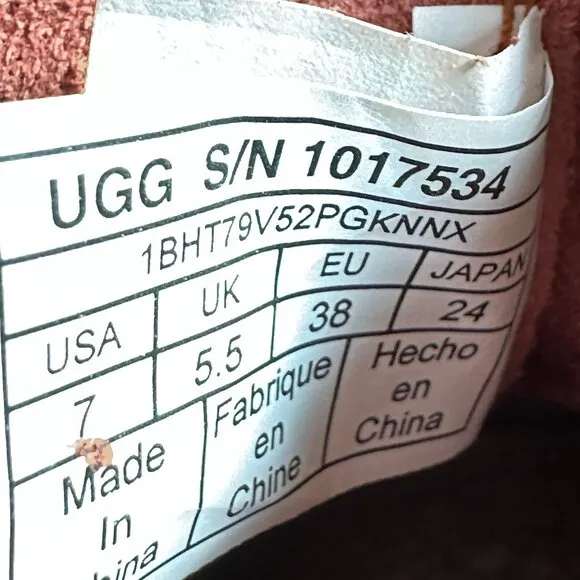 UGG S/N 1017534
1BHT79V52PGKNNX
USA UK EU JAPAN
7 5.5 38 24
Made
In
hina
Fabrique
en
Chine
Hecho
en
China